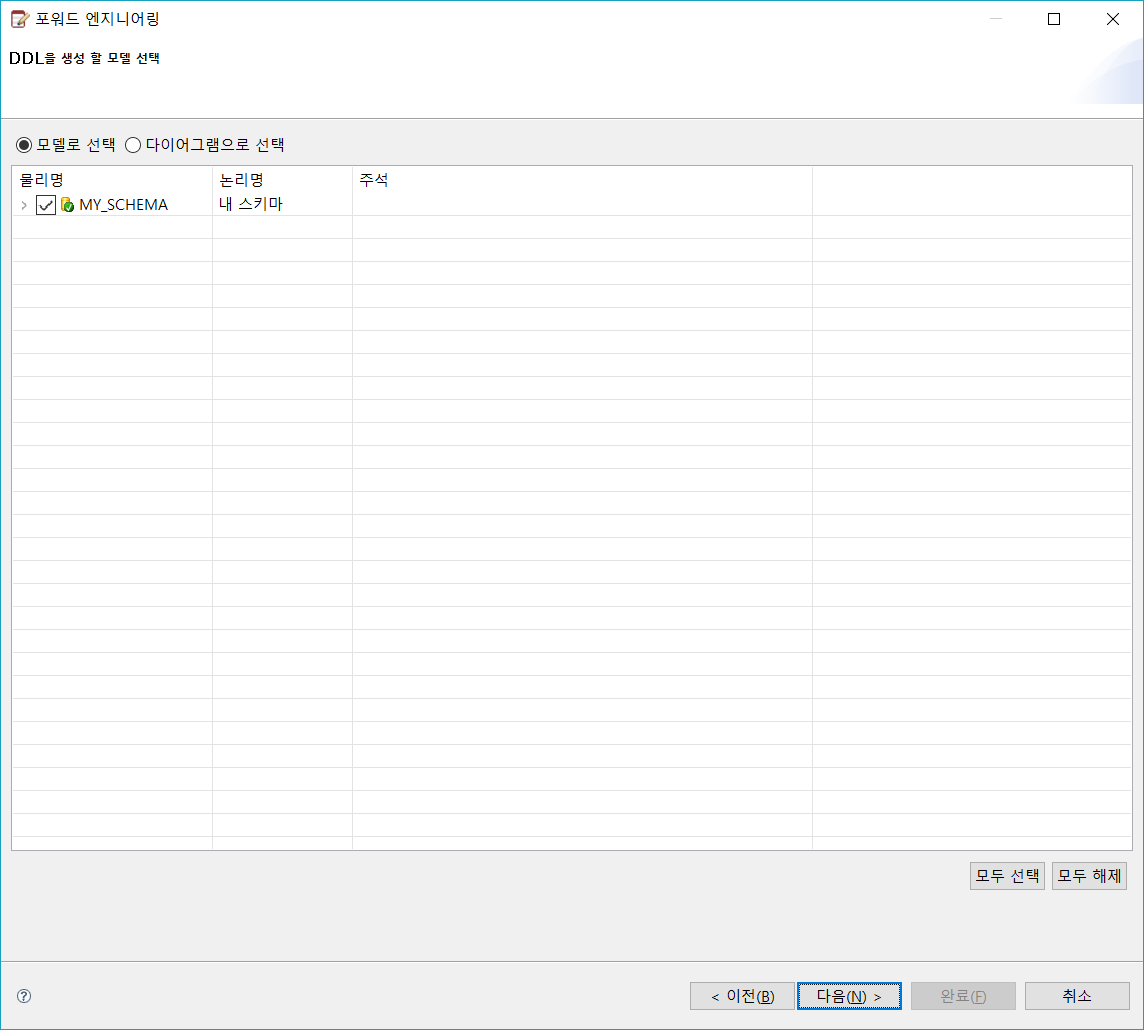 포워드 엔지니어링
DDL을 생성 할 모델 선택
모델로 선택 다이어그램으로 선택
물리명 논리명 주석
MY_SCHEMA 내 스키마
모두 선택 모두 해제
< 이전(B) 다음(N) > 완료(F) 취소